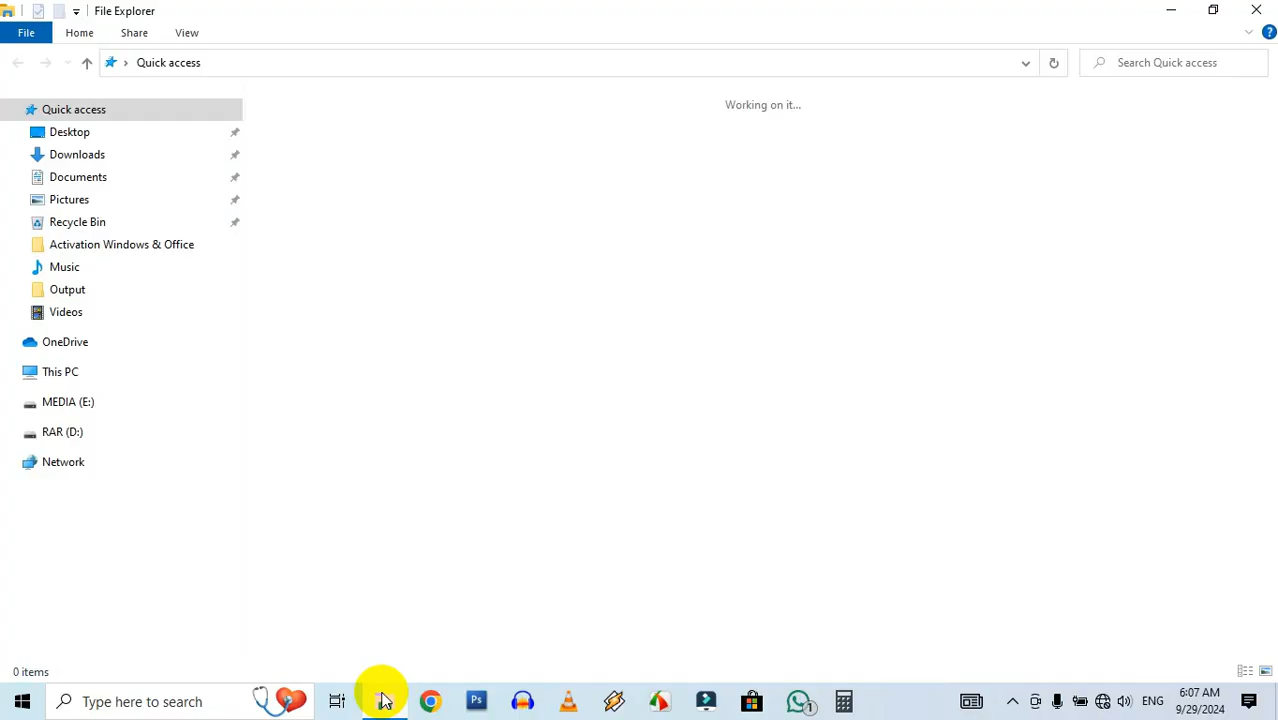 File Explorer
File Home Share View
Quick access
Search Quick access
Working on it...
Quick access
Desktop
Downloads
Documents
Pictures
Recycle Bin
Activation Windows & Office
Music
Output
Videos
OneDrive
This PC
MEDIA (E:)
RAR (D:)
Network
0 items
Type here to search
Ps
1
ENG
6:07 AM
9/29/2024